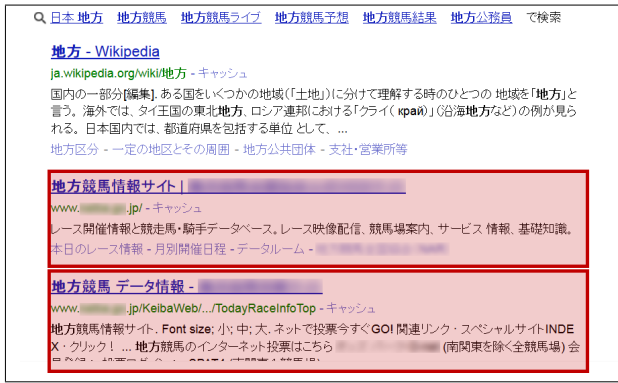 日本 地方 地方競馬 地方競馬ライブ 地方競馬予想 地方競馬結果 地方公務員 で検索
地方 - Wikipedia
ja.wikipedia.org/wiki/地方 - キャッシュ
国内の一部分[編集]. ある国をいくつかの地域(「土地」)に分けて理解する時のひとつの 地域を「地方」と
言う。 海外では、タイ王国の東北地方、ロシア連邦における「クライ( край)」(沿海地方など)の例が見ら
れる。 日本国内では、都道府県を包括する単位 として、 ...
地方区分 - 一定の地区とその周囲 - 地方公共団体 - 支社・営業所等
地方競馬情報サイト |
www. .jp/ - キャッシュ
レース開催情報と競走馬・騎手データベース。レース映像配信、競馬場案内、サービス 情報、基礎知識。
本日のレース情報 - 月別開催日程 - データルーム -
地方競馬 データ情報 -
www. .jp/KeibaWeb/.../TodayRaceInfoTop - キャッシュ
地方競馬情報サイト. Font size; 小; 中; 大. ネットで投票今すぐGO! 関連リンク・スペシャルサイトINDE
X・クリック! ... 地方競馬のインターネット投票はこちら (南関東を除く全競馬場) 会